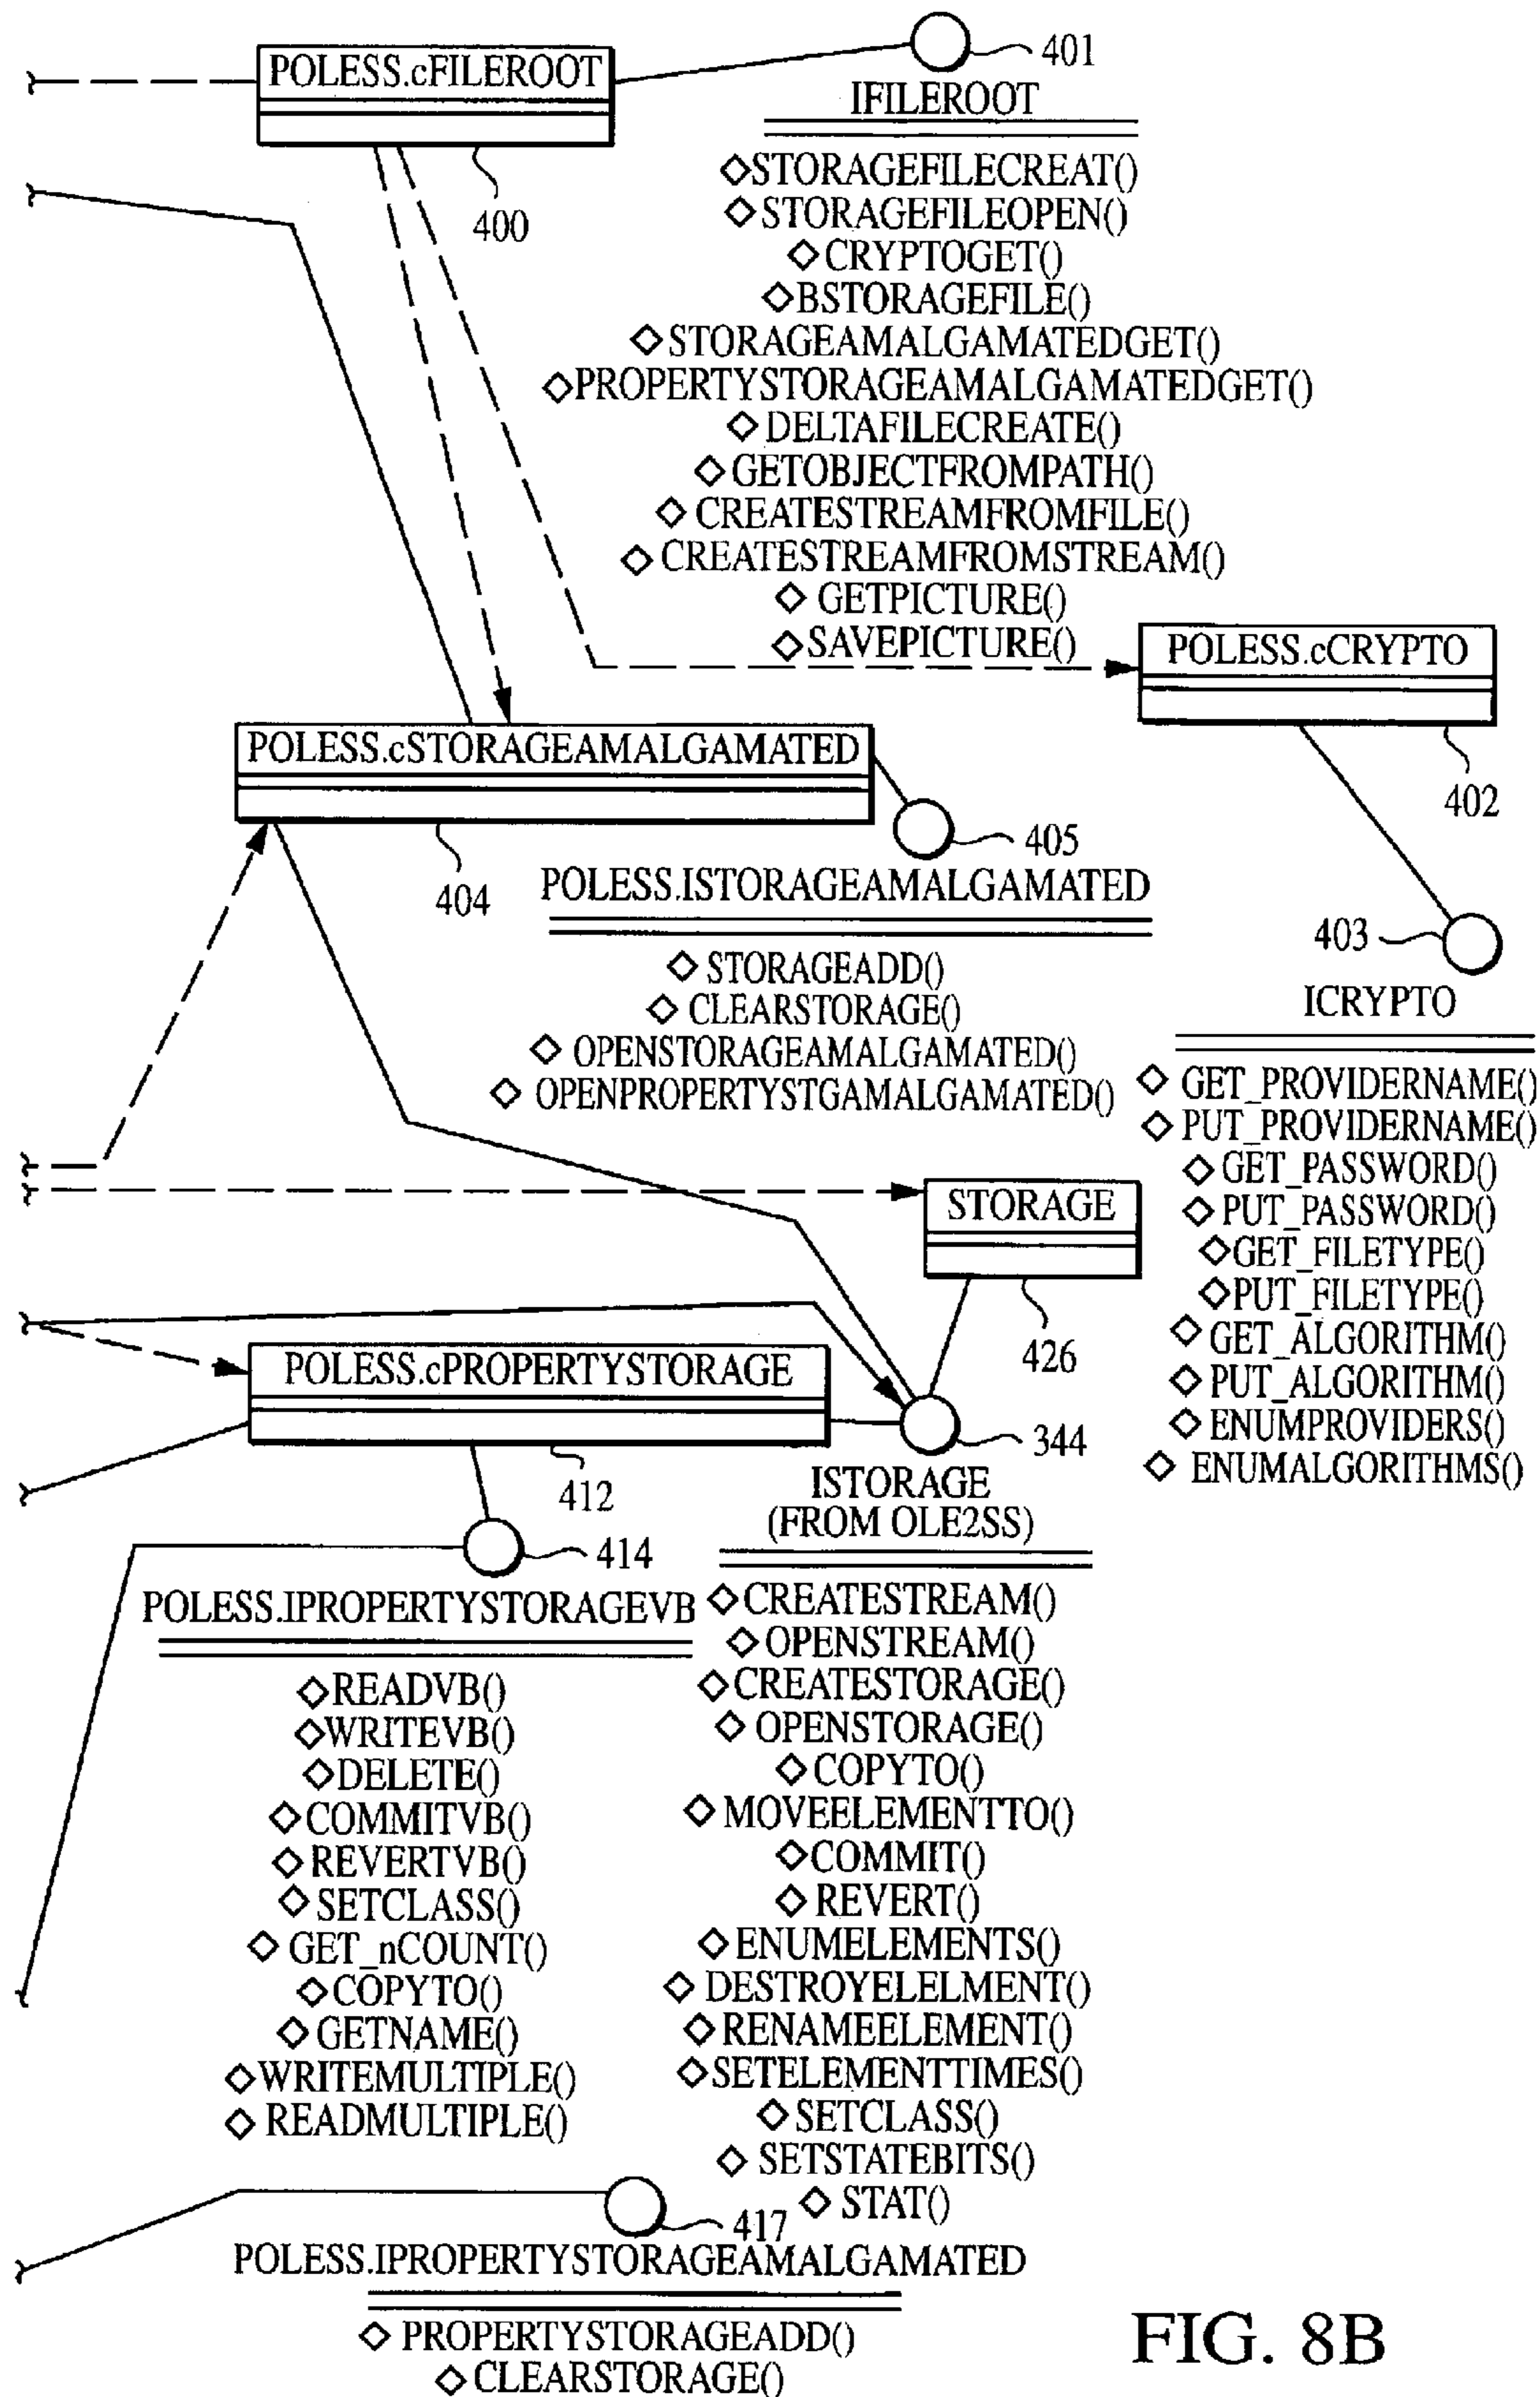 POLESS.cFILEROOT
400
401
IFILEROOT
◇STORAGEFILECREAT()
◇STORAGEFILEOPEN()
◇CRYPTOGET()
◇BSTORAGEFILE()
◇STORAGEAMALGAMATEDGET()
◇PROPERTYSTORAGEAMALGAMATEDGET()
◇DELTAFILECREATE()
◇GETOBJECTFROMPATH()
◇CREATESTREAMFROMFILE()
◇CREATESTREAMFROMSTREAM()
◇GETPICTURE()
◇SAVEPICTURE()
POLESS.cCRYPTO
402
POLESS.cSTORAGEAMALGAMATED
404
405
POLESS.ISTORAGEAMALGAMATED
◇STORAGEADD()
◇CLEARSTORAGE()
◇OPENSTORAGEAMALGAMATED()
◇OPENPROPERTYSTGAMALGAMATED()
403
ICRYPTO
◇GET_PROVIDERNAME()
◇PUT_PROVIDERNAME()
◇GET_PASSWORD()
◇PUT_PASSWORD()
◇GET_FILETYPE()
◇PUT_FILETYPE()
◇GET_ALGORITHM()
◇PUT_ALGORITHM()
◇ENUMPROVIDERS()
◇ENUMALGORITHMS()
STORAGE
426
POLESS.cPROPERTYSTORAGE
412
344
ISTORAGE
(FROM OLE2SS)
◇CREATESTREAM()
◇OPENSTREAM()
◇CREATESTORAGE()
◇OPENSTORAGE()
◇COPYTO()
◇MOVEELEMENTTO()
◇COMMIT()
◇REVERT()
◇ENUMELEMENTS()
◇DESTROYELELMENT()
◇RENAMEELEMENT()
◇SETELEMENTTIMES()
◇SETCLASS()
◇SETSTATEBITS()
◇STAT()
414
POLESS.IPROPERTYSTORAGEVB
◇READVB()
◇WRITEVB()
◇DELETE()
◇COMMITVB()
◇REVERTVB()
◇SETCLASS()
◇GET_nCOUNT()
◇COPYTO()
◇GETNAME()
◇WRITEMULTIPLE()
◇READMULTIPLE()
417
POLESS.IPROPERTYSTORAGEAMALGAMATED
◇PROPERTYSTORAGEADD()
◇CLEARSTORAGE()
FIG. 8B